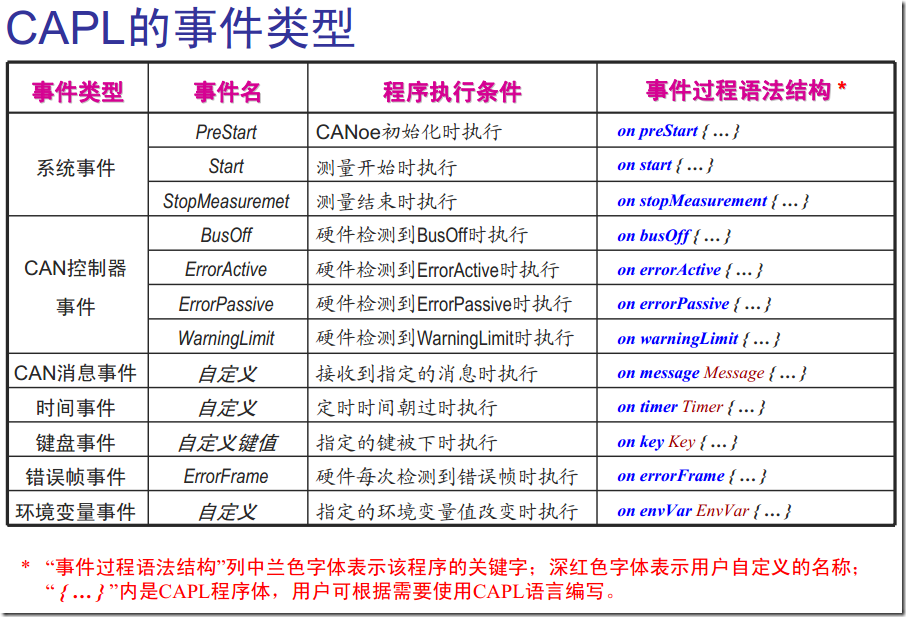 CAPL的事件类型
事件类型 事件名 程序执行条件 事件过程语法结构 *
系统事件 PreStart CANoe初始化时执行 on preStart { … }
Start 测量开始时执行 on start { … }
StopMeasuremet 测量结束时执行 on stopMeasurement { … }
CAN控制器事件 BusOff 硬件检测到BusOff时执行 on busOff { … }
ErrorActive 硬件检测到ErrorActive时执行 on errorActive { … }
ErrorPassive 硬件检测到ErrorPassive时执行 on errorPassive { … }
WarningLimit 硬件检测到WarningLimit时执行 on warningLimit { … }
CAN消息事件 自定义 接收到指定的消息时执行 on message Message { … }
时间事件 自定义 定时时间朝过时执行 on timer Timer { … }
键盘事件 自定义键值 指定的键被下时执行 on key Key { … }
错误帧事件 ErrorFrame 硬件每次检测到错误帧时执行 on errorFrame { … }
环境变量事件 自定义 指定的环境变量值改变时执行 on envVar EnvVar { … }
* “事件过程语法结构”列中兰色字体表示该程序的关键字；深红色字体表示用户自定义的名称；
“ { … } ”内是CAPL程序体，用户可根据需要使用CAPL语言编写。